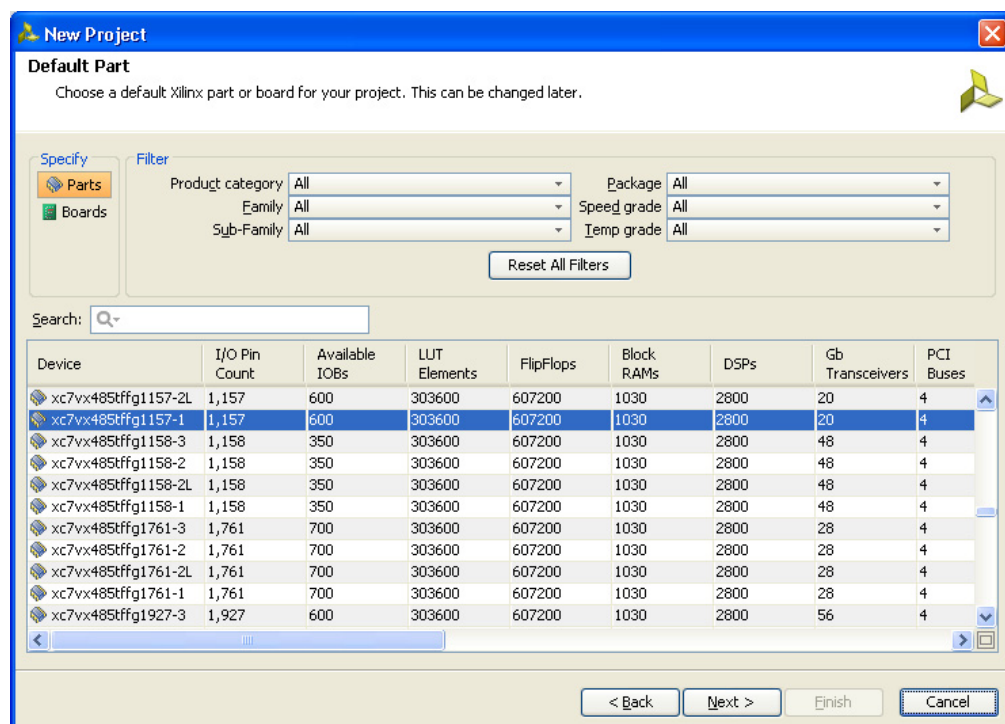 New Project
Default Part
Choose a default Xilinx part or board for your project. This can be changed later.
Specify
Filter
Parts
Boards
Product category All
Package All
Family All
Speed grade All
Sub-Family All
Temp grade All
Reset All Filters
Search:
Device I/O Pin Count Available IOBs LUT Elements FlipFlops Block RAMs DSPs Gb Transceivers PCI Buses
xc7vx485tffg1157-2L 1,157 600 303600 607200 1030 2800 20 4
xc7vx485tffg1157-1 1,157 600 303600 607200 1030 2800 20 4
xc7vx485tffg1158-3 1,158 350 303600 607200 1030 2800 48 4
xc7vx485tffg1158-2 1,158 350 303600 607200 1030 2800 48 4
xc7vx485tffg1158-2L 1,158 350 303600 607200 1030 2800 48 4
xc7vx485tffg1158-1 1,158 350 303600 607200 1030 2800 48 4
xc7vx485tffg1761-3 1,761 700 303600 607200 1030 2800 28 4
xc7vx485tffg1761-2 1,761 700 303600 607200 1030 2800 28 4
xc7vx485tffg1761-2L 1,761 700 303600 607200 1030 2800 28 4
xc7vx485tffg1761-1 1,761 700 303600 607200 1030 2800 28 4
xc7vx485tffg1927-3 1,927 600 303600 607200 1030 2800 56 4
< Back Next > Finish Cancel